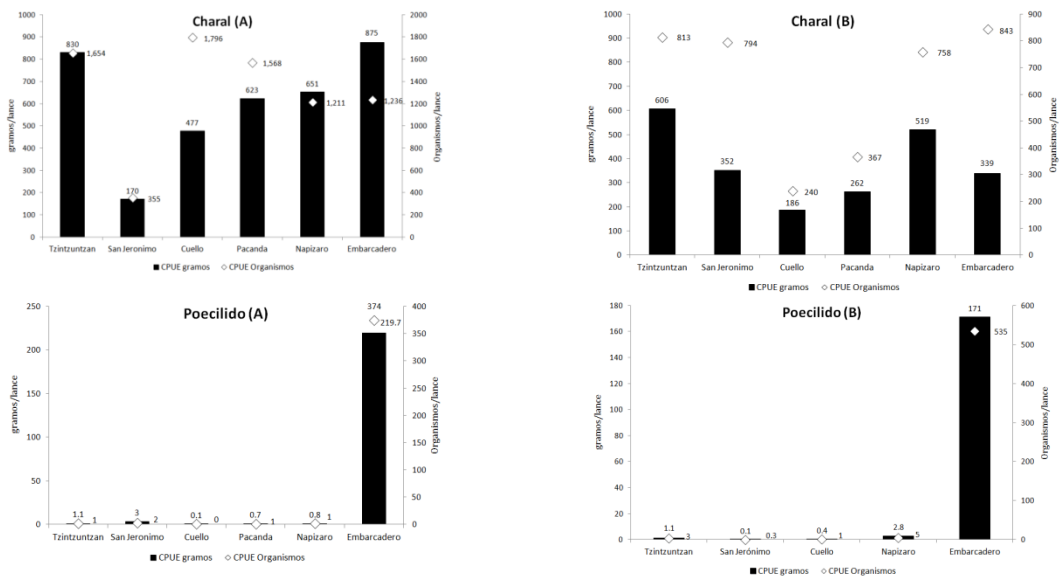 Charal (A)
1000
900
800
700
600
500
400
300
200
100
0
gramos/lance
2000
1800
1600
1400
1200
1000
800
600
400
200
0
Organismos/lance
830
1,654
170
355
1,796
477
1,568
623
651
1,211
875
1,236
Tzintzuntzan
San Jeronimo
Cuello
Pacanda
Napizaro
Embarcadero
CPUE gramos
CPUE Organismos
Charal (B)
1000
900
800
700
600
500
400
300
200
100
0
gramos/lance
900
800
700
600
500
400
300
200
100
0
Organismos/lance
813
606
794
352
240
186
367
262
758
519
843
339
Tzintzuntzan
San Jeronimo
Cuello
Pacanda
Napizaro
Embarcadero
CPUE gramos
CPUE Organismos
Poecilido (A)
250
200
150
100
50
0
gramos/lance
400
350
300
250
200
150
100
50
0
Organismos/lance
1.1
1
3
2
0.1
0
0.7
1
0.8
1
374
219.7
Tzintzuntzan
San Jeronimo
Cuello
Pacanda
Napizaro
Embarcadero
CPUE gramos
CPUE Organismos
Poecilido (B)
180
160
140
120
100
80
60
40
20
0
gramos/lance
600
500
400
300
200
100
0
Organismos/lance
1.1
3
0.1
0.3
0.4
1
2.8
5
171
535
Tzintzuntzan
San Jerónimo
Cuello
Napizaro
Embarcadero
CPUE gramos
CPUE Organismos